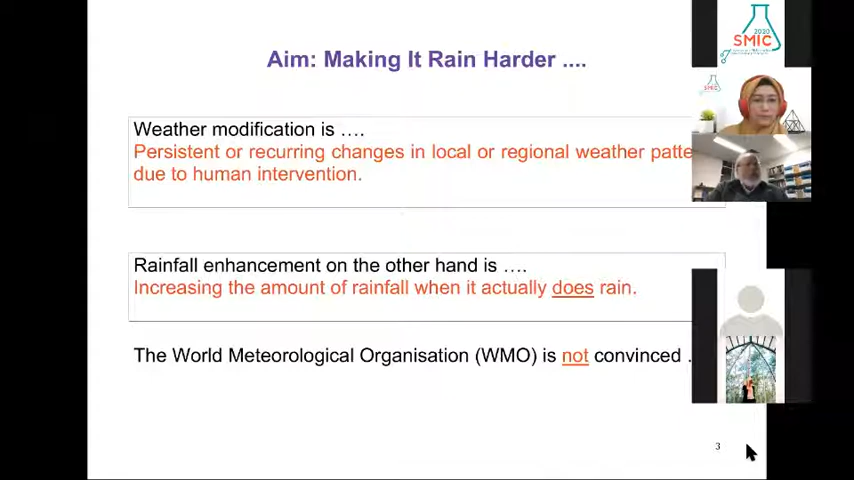 Aim: Making It Rain Harder ....
Weather modification is ….
Persistent or recurring changes in local or regional weather patte
due to human intervention.
Rainfall enhancement on the other hand is ….
Increasing the amount of rainfall when it actually does rain.
The World Meteorological Organisation (WMO) is not convinced .
3
2020
SMIC
SMIC